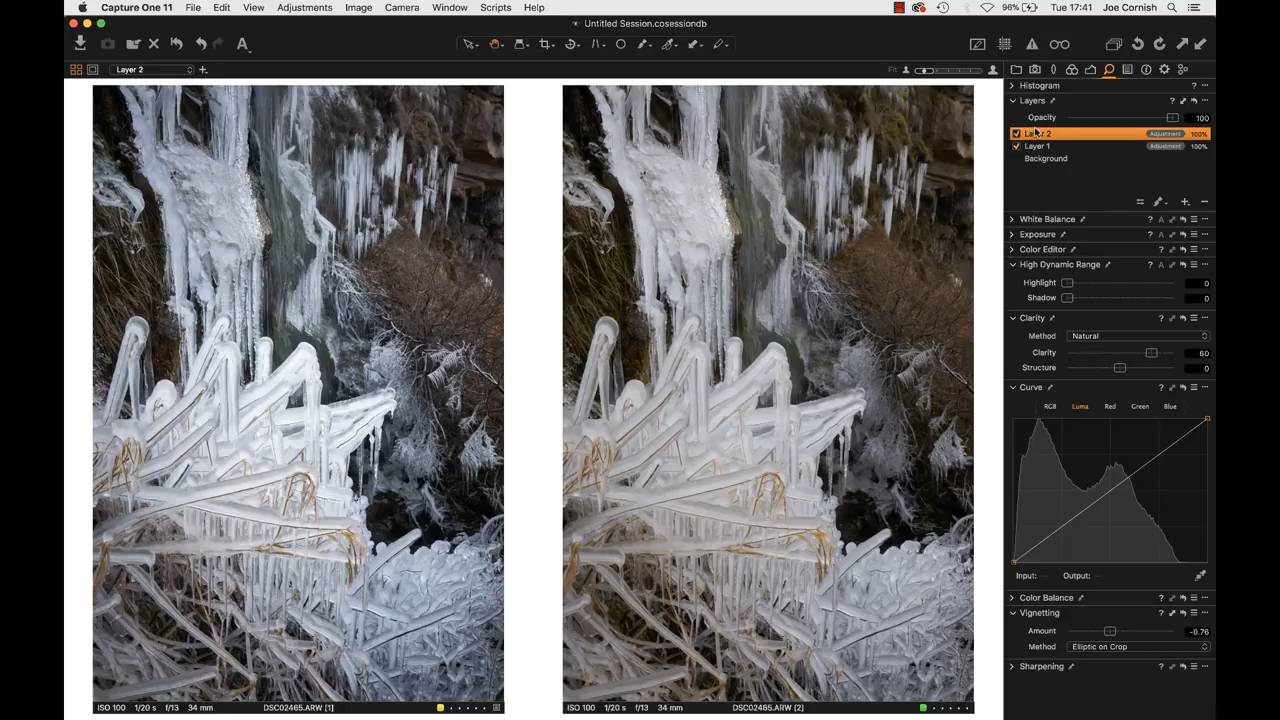 Capture One 11 File Edit View Adjustments Image Camera Window Scripts Help 96% Tue 17:41 Joe Cornish
Untitled Session.cosessiondb
A
Layer 2 Fit
Histogram ?
Layers ?
Opacity 100
Layer 2 Adjustment 100%
Layer 1 Adjustment 100%
Background
White Balance ? A
Exposure ? A
Color Editor ?
High Dynamic Range ? A
Highlight 0
Shadow 0
Clarity ?
Method Natural
Clarity 60
Structure 0
Curve ?
RGB Luma Red Green Blue
Input: -- Output: --
Color Balance ?
Vignetting ?
Amount -0.76
Method Elliptic on Crop
Sharpening ?
ISO 100 1/20 s f/13 34 mm DSC02465.ARW [1]
ISO 100 1/20 s f/13 34 mm DSC02465.ARW [2]